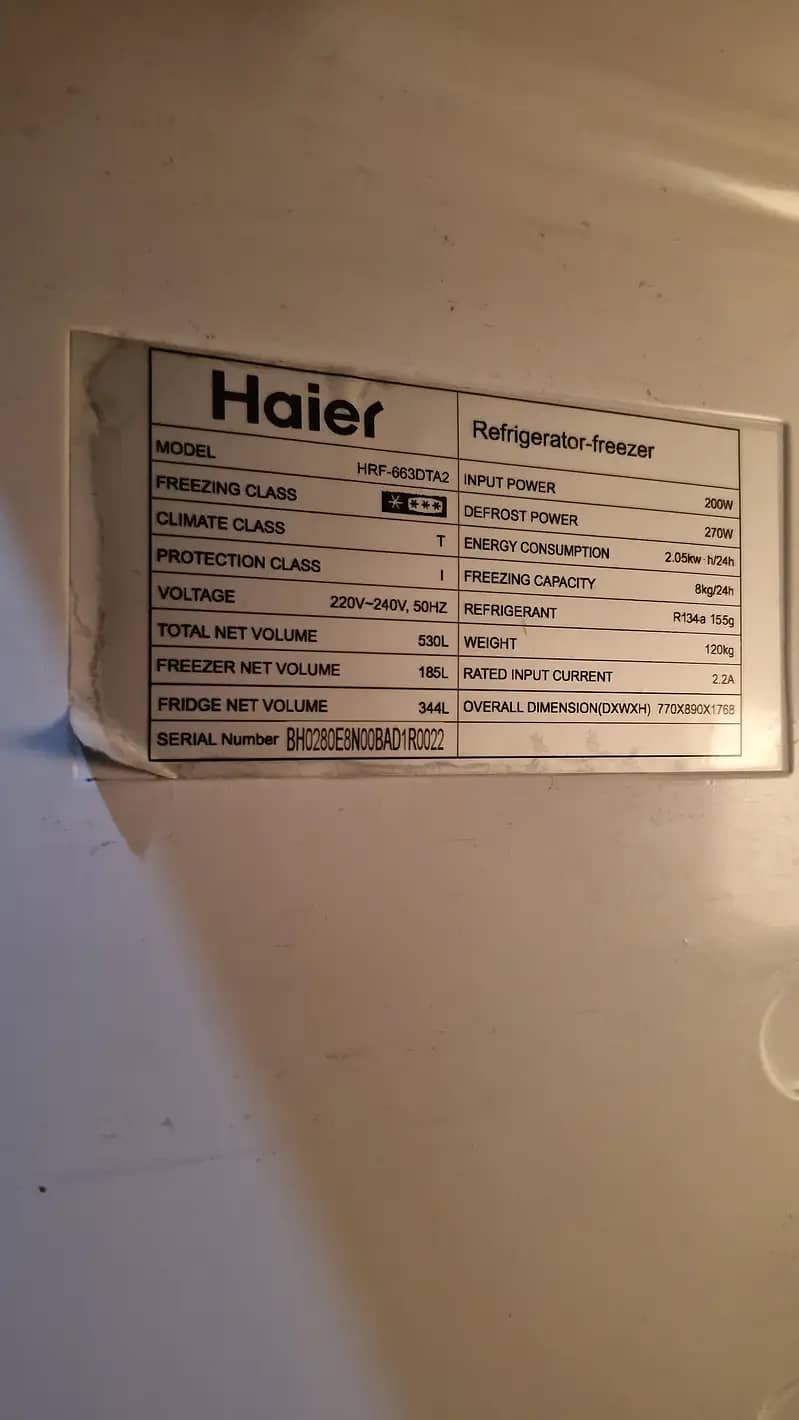 Haier
Refrigerator-freezer
MODEL HRF-663DTA2
FREEZING CLASS
CLIMATE CLASS T
PROTECTION CLASS I
VOLTAGE 220V~240V, 50HZ
TOTAL NET VOLUME 530L
FREEZER NET VOLUME 185L
FRIDGE NET VOLUME 344L
SERIAL Number BH0280E8N00BAD1R0022
INPUT POWER 200W
DEFROST POWER 270W
ENERGY CONSUMPTION 2.05kw·h/24h
FREEZING CAPACITY 8kg/24h
REFRIGERANT R134a 155g
WEIGHT 120kg
RATED INPUT CURRENT 2.2A
OVERALL DIMENSION(DXWXH) 770X890X1768